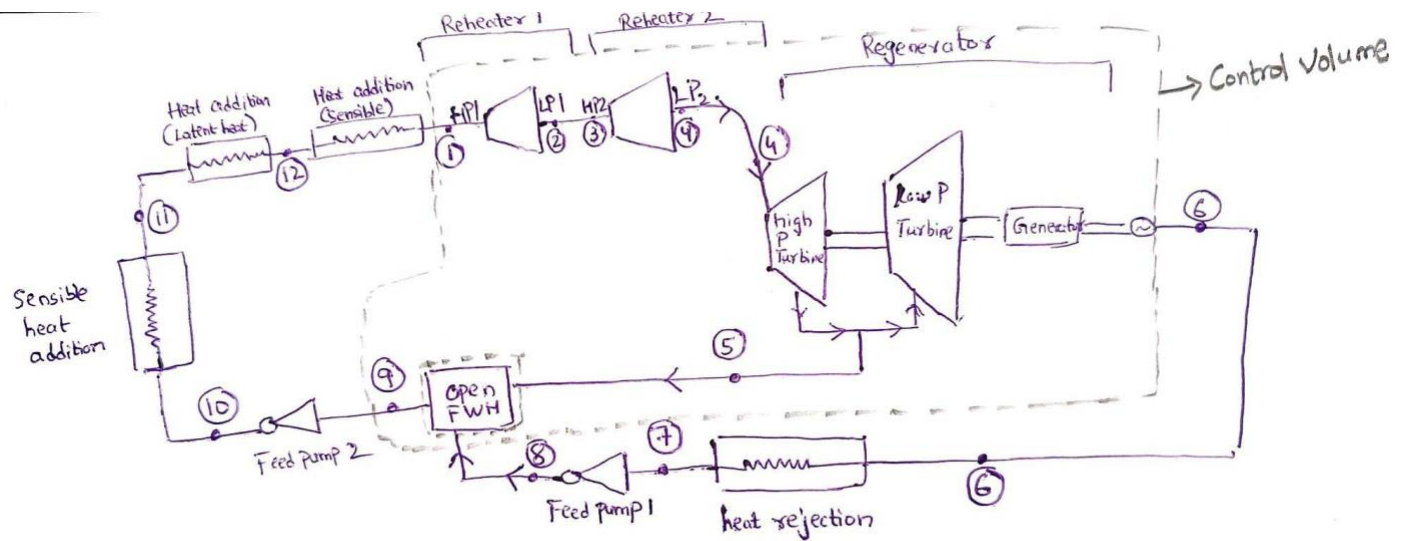 Reheater 1
Reheater 2
Regenerator
Control Volume
Heat addition
(Latent heat)
Heat addition
(Sensible)
HP1
LP1
HP2
LP2
1
2
3
4
4
12
11
High
P
Turbine
Low P
Turbine
Generator
~
6
Sensible
heat
addition
5
9
open
FWH
10
Feed pump 2
8
7
6
Feed pump 1
heat rejection